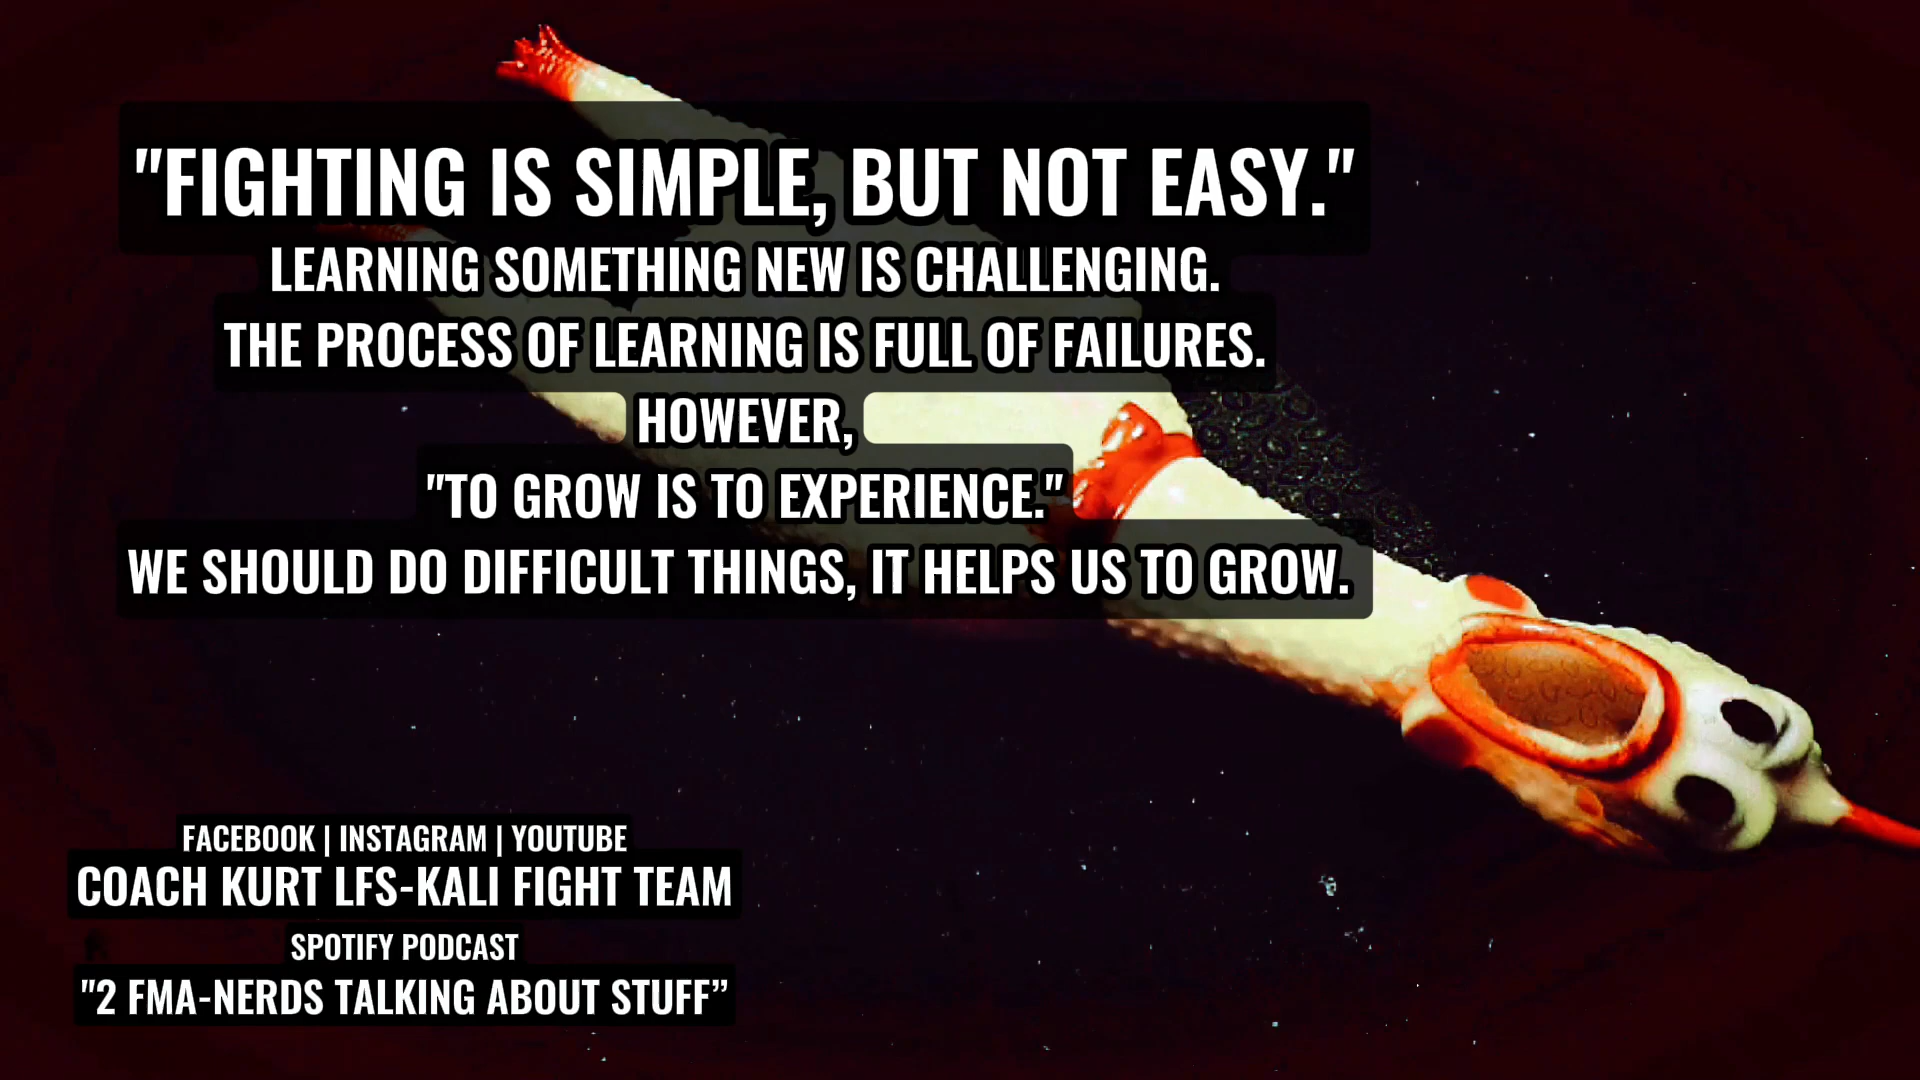 "FIGHTING IS SIMPLE, BUT NOT EASY."
LEARNING SOMETHING NEW IS CHALLENGING.
THE PROCESS OF LEARNING IS FULL OF FAILURES.
HOWEVER,
"TO GROW IS TO EXPERIENCE."
WE SHOULD DO DIFFICULT THINGS, IT HELPS US TO GROW.
FACEBOOK | INSTAGRAM | YOUTUBE
COACH KURT LFS-KALI FIGHT TEAM
SPOTIFY PODCAST
"2 FMA-NERDS TALKING ABOUT STUFF”